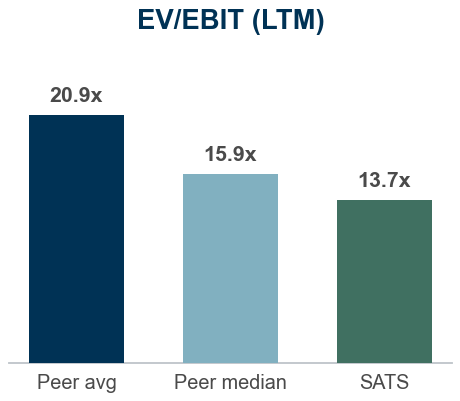 EV/EBIT (LTM)
20.9x
15.9x
13.7x
Peer avg
Peer median
SATS